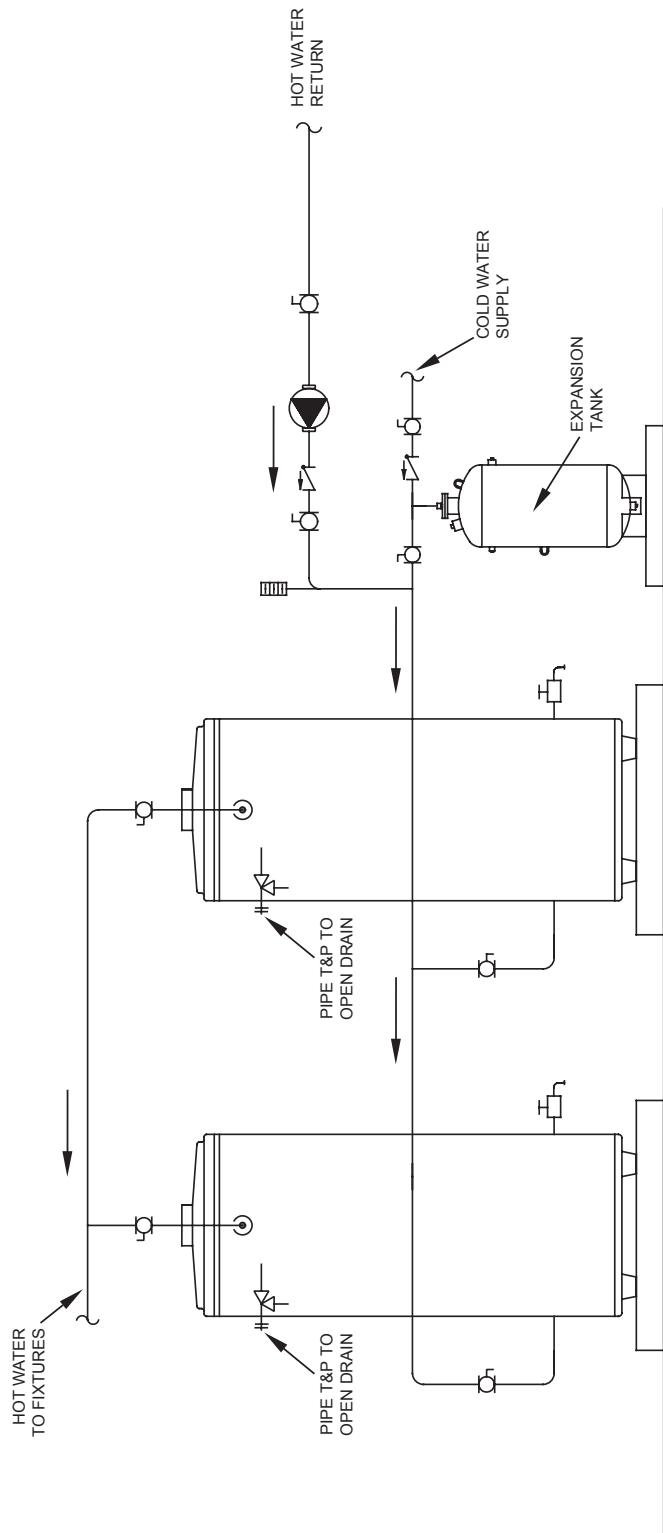 HOT WATER
TO FIXTURES
PIPE T&P TO
OPEN DRAIN
PIPE T&P TO
OPEN DRAIN
EXPANSION
TANK
COLD WATER
SUPPLY
HOT WATER
RETURN